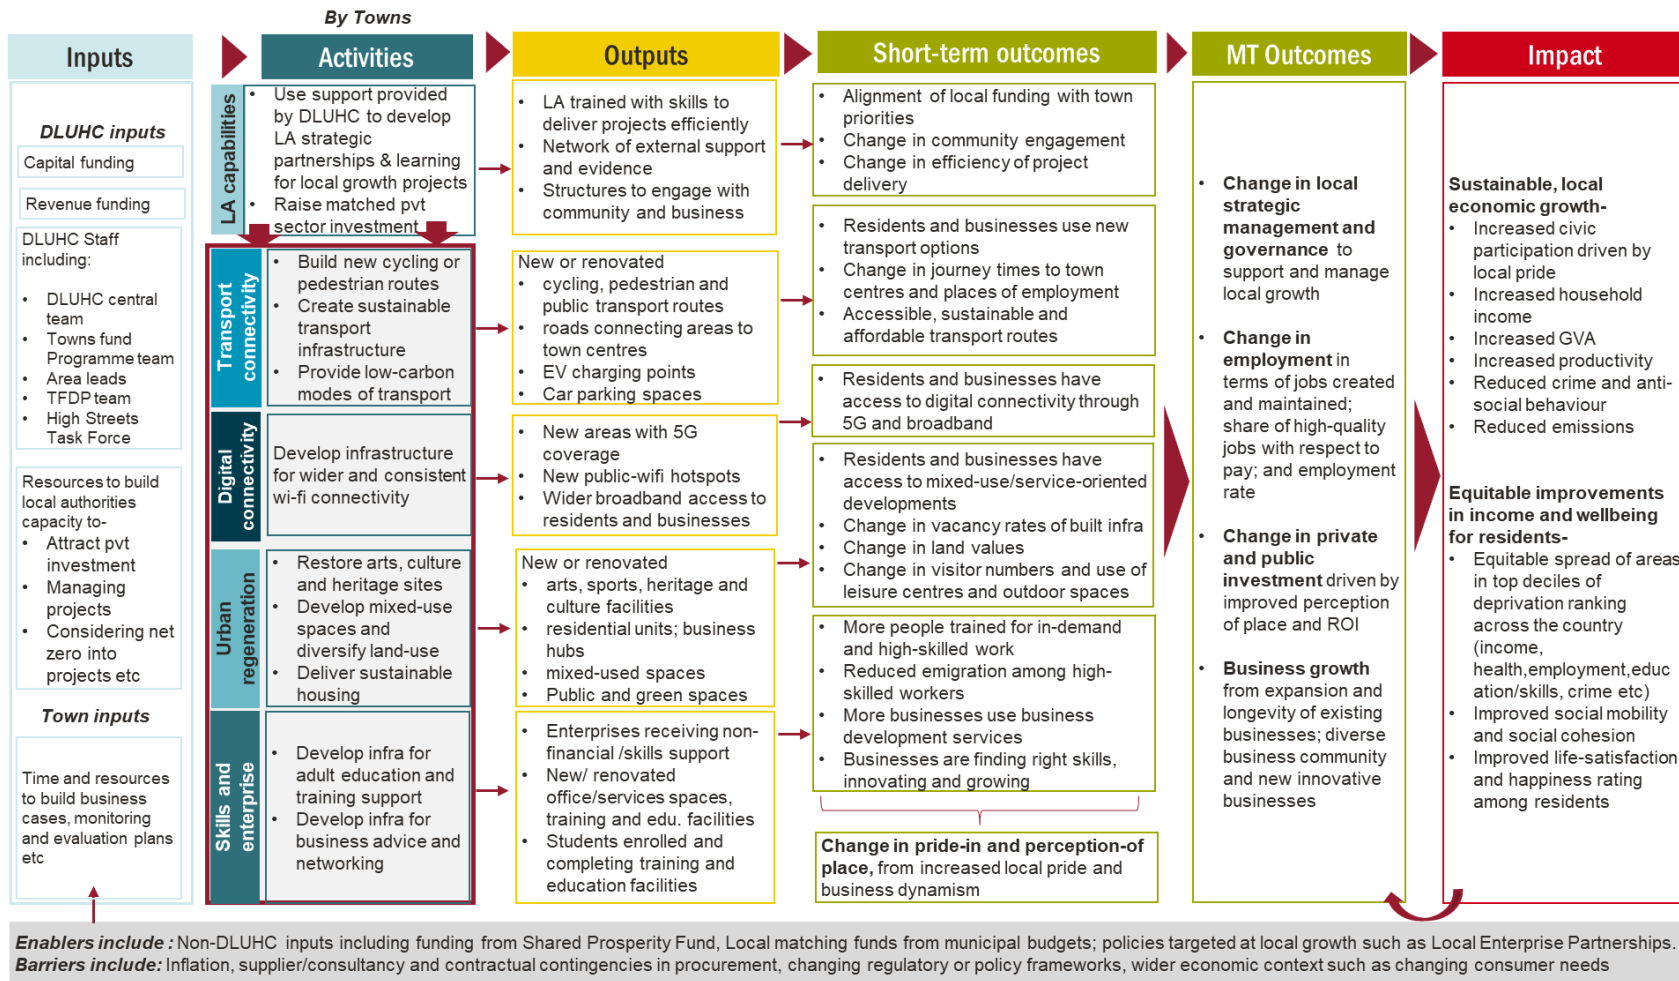 By Towns
Inputs
Activities
Outputs
Short-term outcomes
MT Outcomes
Impact
DLUHC inputs
Capital funding
Revenue funding
DLUHC Staff
including:
• DLUHC central
team
• Towns fund
Programme team
• Area leads
• TFDP team
• High Streets
Task Force
Resources to build
local authorities
capacity to-
• Attract pvt
investment
• Managing
projects
• Considering net
zero into
projects etc
Town inputs
Time and resources
to build business
cases, monitoring
and evaluation plans
etc
LA capabilities
• Use support provided
by DLUHC to develop
LA strategic
partnerships & learning
for local growth projects
• Raise matched pvt
sector investment
Transport
connectivity
• Build new cycling or
pedestrian routes
• Create sustainable
transport
infrastructure
• Provide low-carbon
modes of transport
Digital
connectivity
Develop infrastructure
for wider and consistent
wi-fi connectivity
Urban
regeneration
• Restore arts, culture
and heritage sites
• Develop mixed-use
spaces and
diversify land-use
• Deliver sustainable
housing
Skills and
enterprise
• Develop infra for
adult education and
training support
• Develop infra for
business advice and
networking
• LA trained with skills to
deliver projects efficiently
• Network of external support
and evidence
• Structures to engage with
community and business
New or renovated
• cycling, pedestrian and
public transport routes
• roads connecting areas to
town centres
• EV charging points
• Car parking spaces
• New areas with 5G
coverage
• New public-wifi hotspots
• Wider broadband access to
residents and businesses
New or renovated
• arts, sports, heritage and
culture facilities
• residential units; business
hubs
• mixed-used spaces
• Public and green spaces
• Enterprises receiving non-
financial /skills support
• New/ renovated
office/services spaces,
training and edu. facilities
• Students enrolled and
completing training and
education facilities
• Alignment of local funding with town
priorities
• Change in community engagement
• Change in efficiency of project
delivery
• Residents and businesses use new
transport options
• Change in journey times to town
centres and places of employment
• Accessible, sustainable and
affordable transport routes
• Residents and businesses have
access to digital connectivity through
5G and broadband
• Residents and businesses have
access to mixed-use/service-oriented
developments
• Change in vacancy rates of built infra
• Change in land values
• Change in visitor numbers and use of
leisure centres and outdoor spaces
• More people trained for in-demand
and high-skilled work
• Reduced emigration among high-
skilled workers
• More businesses use business
development services
• Businesses are finding right skills,
innovating and growing
Change in pride-in and perception-of
place, from increased local pride and
business dynamism
• Change in local
strategic
management and
governance to
support and manage
local growth
• Change in
employment in
terms of jobs created
and maintained;
share of high-quality
jobs with respect to
pay; and employment
rate
• Change in private
and public
investment driven by
improved perception
of place and ROI
• Business growth
from expansion and
longevity of existing
businesses; diverse
business community
and new innovative
businesses
Sustainable, local
economic growth-
• Increased civic
participation driven by
local pride
• Increased household
income
• Increased GVA
• Increased productivity
• Reduced crime and anti-
social behaviour
• Reduced emissions
Equitable improvements
in income and wellbeing
for residents-
• Equitable spread of areas
in top deciles of
deprivation ranking
across the country
(income,
health,employment,educ
ation/skills, crime etc)
• Improved social mobility
and social cohesion
• Improved life-satisfaction
and happiness rating
among residents
Enablers include : Non-DLUHC inputs including funding from Shared Prosperity Fund, Local matching funds from municipal budgets; policies targeted at local growth such as Local Enterprise Partnerships.
Barriers include: Inflation, supplier/consultancy and contractual contingencies in procurement, changing regulatory or policy frameworks, wider economic context such as changing consumer needs